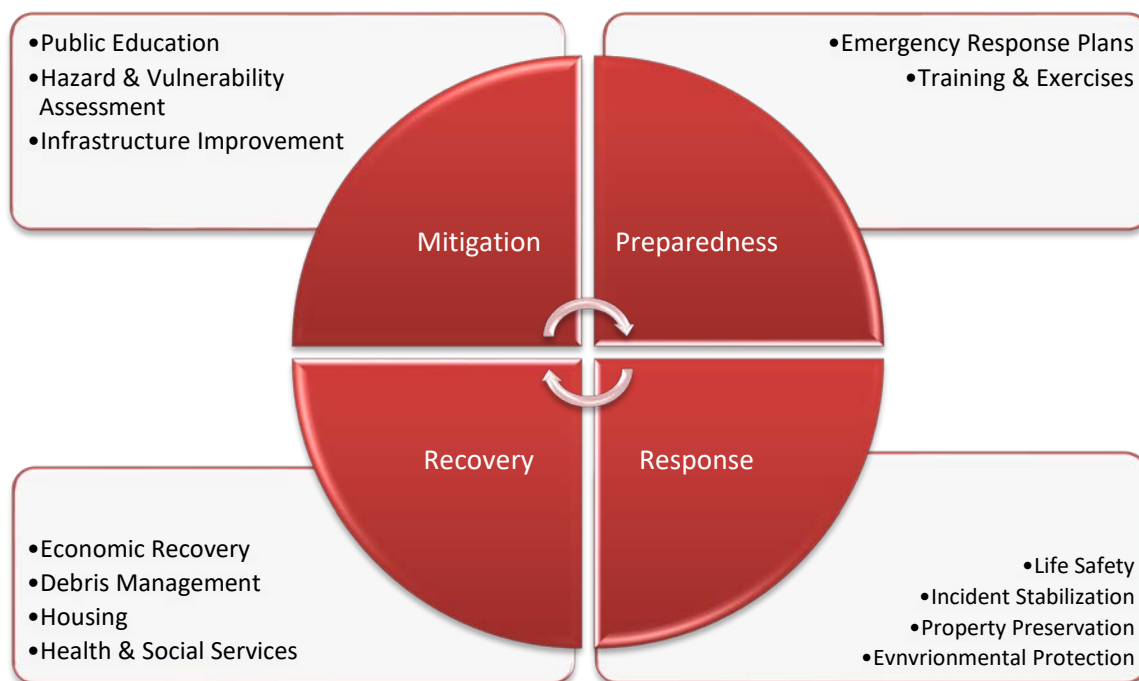 •Public Education
•Hazard & Vulnerability
Assessment
•Infrastructure Improvement
•Emergency Response Plans
•Training & Exercises
Mitigation
Preparedness
Recovery
Response
•Economic Recovery
•Debris Management
•Housing
•Health & Social Services
•Life Safety
•Incident Stabilization
•Property Preservation
•Evnvrionmental Protection